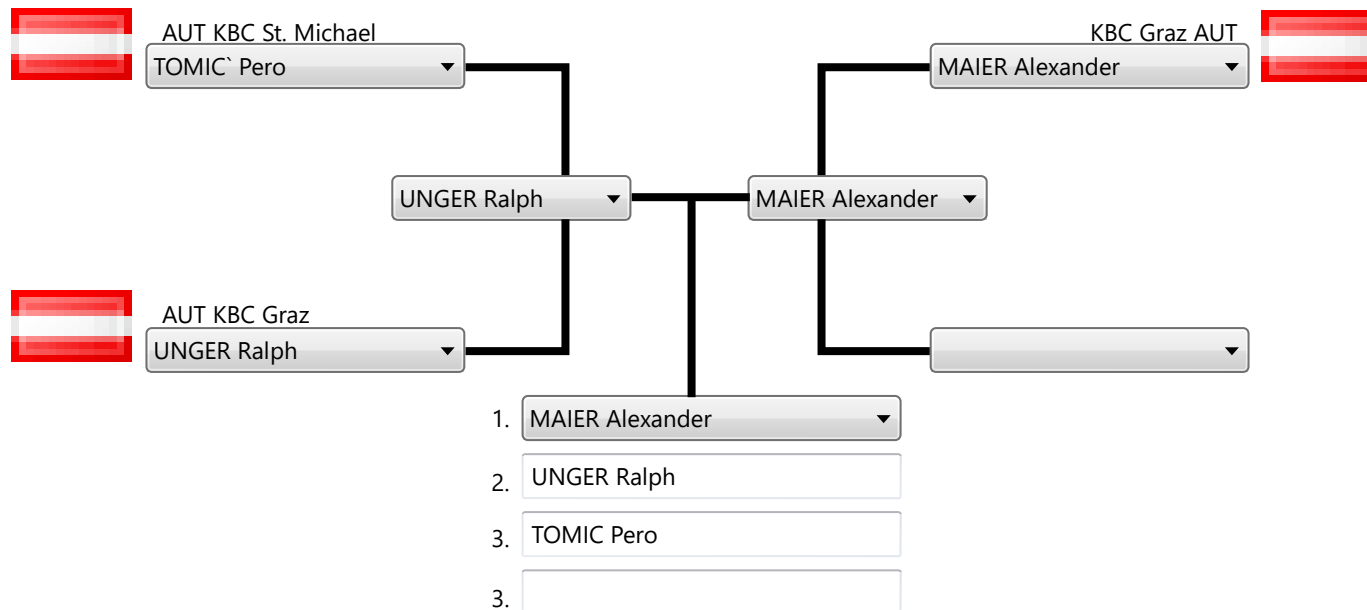 AUT KBC St. Michael
KBC Graz AUT
TOMIC` Pero
MAIER Alexander
UNGER Ralph
MAIER Alexander
AUT KBC Graz
UNGER Ralph
1. MAIER Alexander
2. UNGER Ralph
3. TOMIC Pero
3.